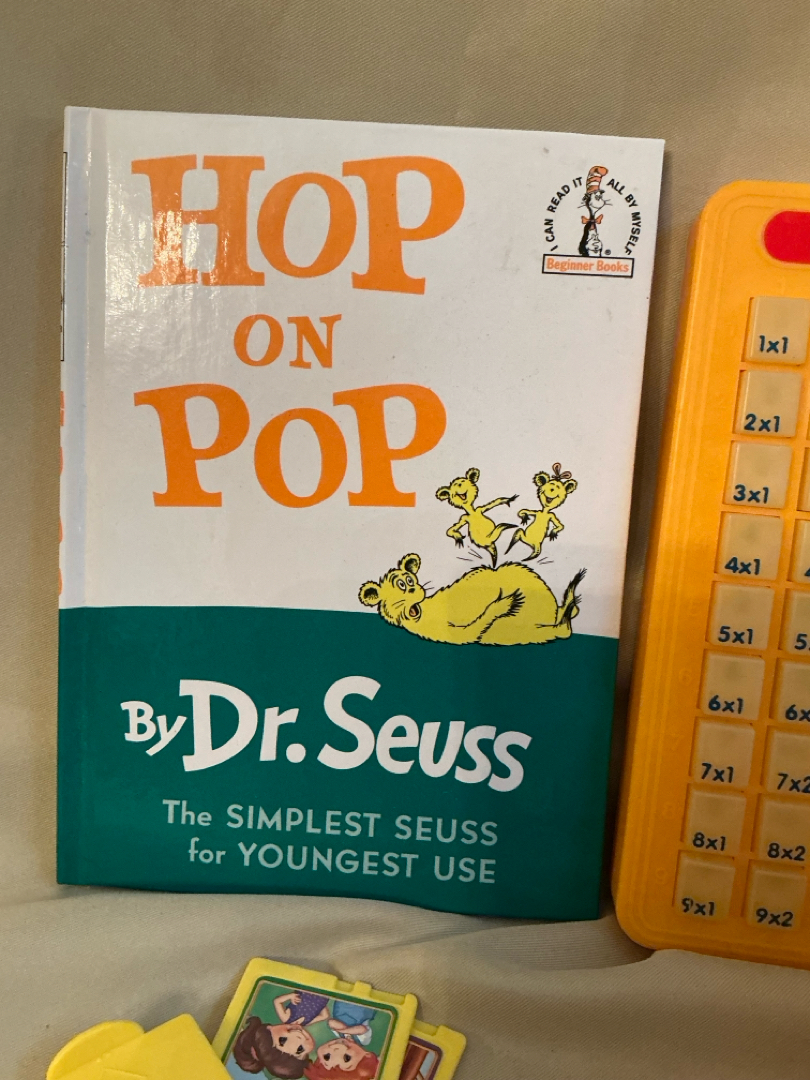 HOP
ON
POP
I CAN READ IT ALL BY MYSELF
Beginner Books
By Dr. Seuss
The SIMPLEST SEUSS
for YOUNGEST USE
1x1
2x1
3x1
4x1
5x1
6x1
7x1 7x2
8x1 8x2
9x1 9x2